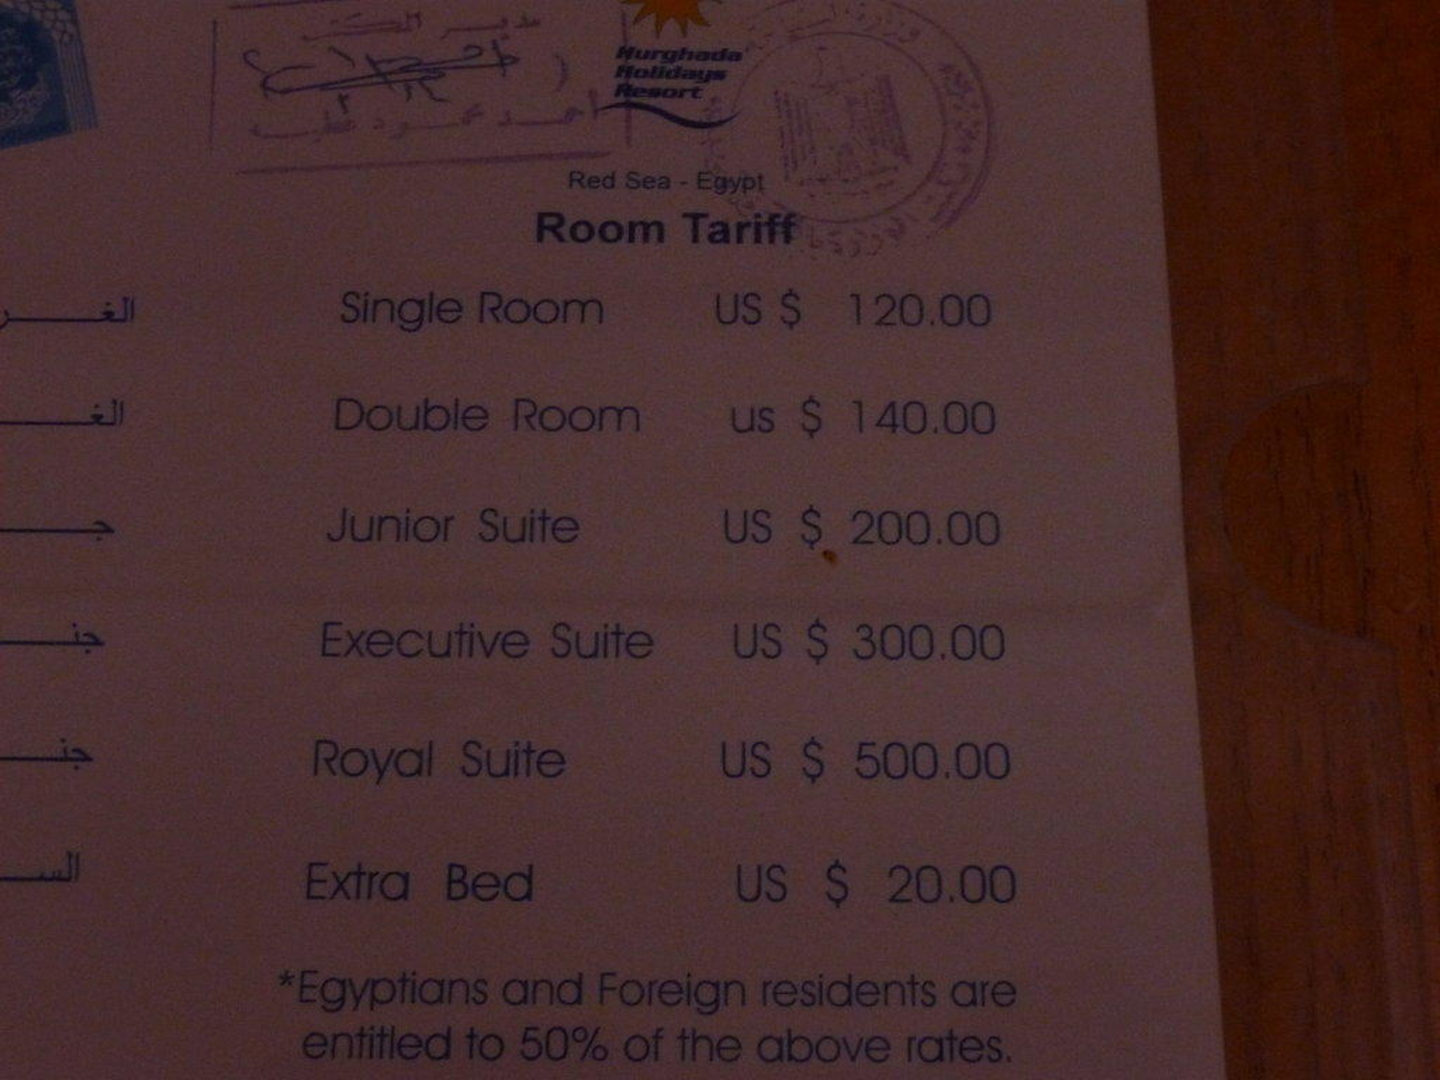 Hurghada
Holidays
Resort
Red Sea - Egypt
Room Tariff
Single Room US $ 120.00
Double Room us $ 140.00
Junior Suite US $ 200.00
Executive Suite US $ 300.00
Royal Suite US $ 500.00
Extra Bed US $ 20.00
*Egyptians and Foreign residents are
entitled to 50% of the above rates.